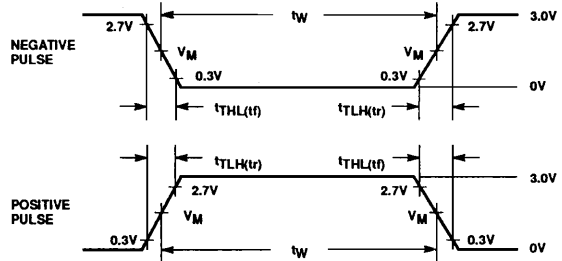 tW
3.0V
2.7V
NEGATIVE
PULSE
VM
VM
0.3V
0.3V
0V
tTHL(tf)
tTLH(tr)
tTLH(tr)
tTHL(tf)
3.0V
2.7V
2.7V
POSITIVE
PULSE
VM
VM
0.3V
0.3V
0V
tW